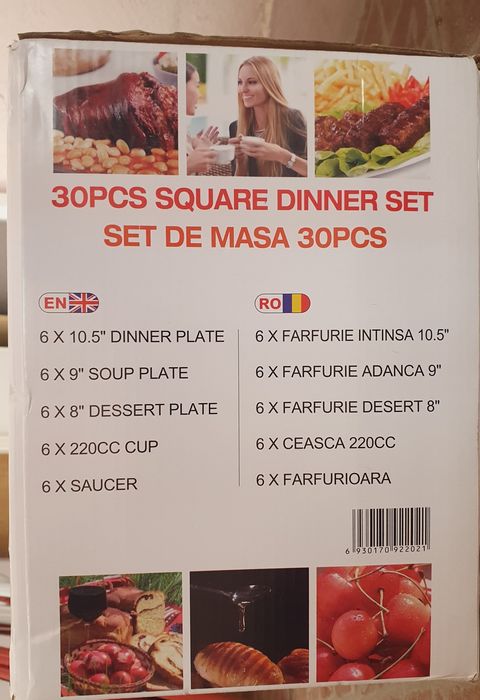 30PCS SQUARE DINNER SET
SET DE MASA 30PCS
EN
6 X 10.5" DINNER PLATE
6 X 9" SOUP PLATE
6 X 8" DESSERT PLATE
6 X 220CC CUP
6 X SAUCER
RO
6 X FARFURIE INTINSA 10.5"
6 X FARFURIE ADANCA 9"
6 X FARFURIE DESERT 8"
6 X CEASCA 220CC
6 X FARFURIOARA
6 930170 922021